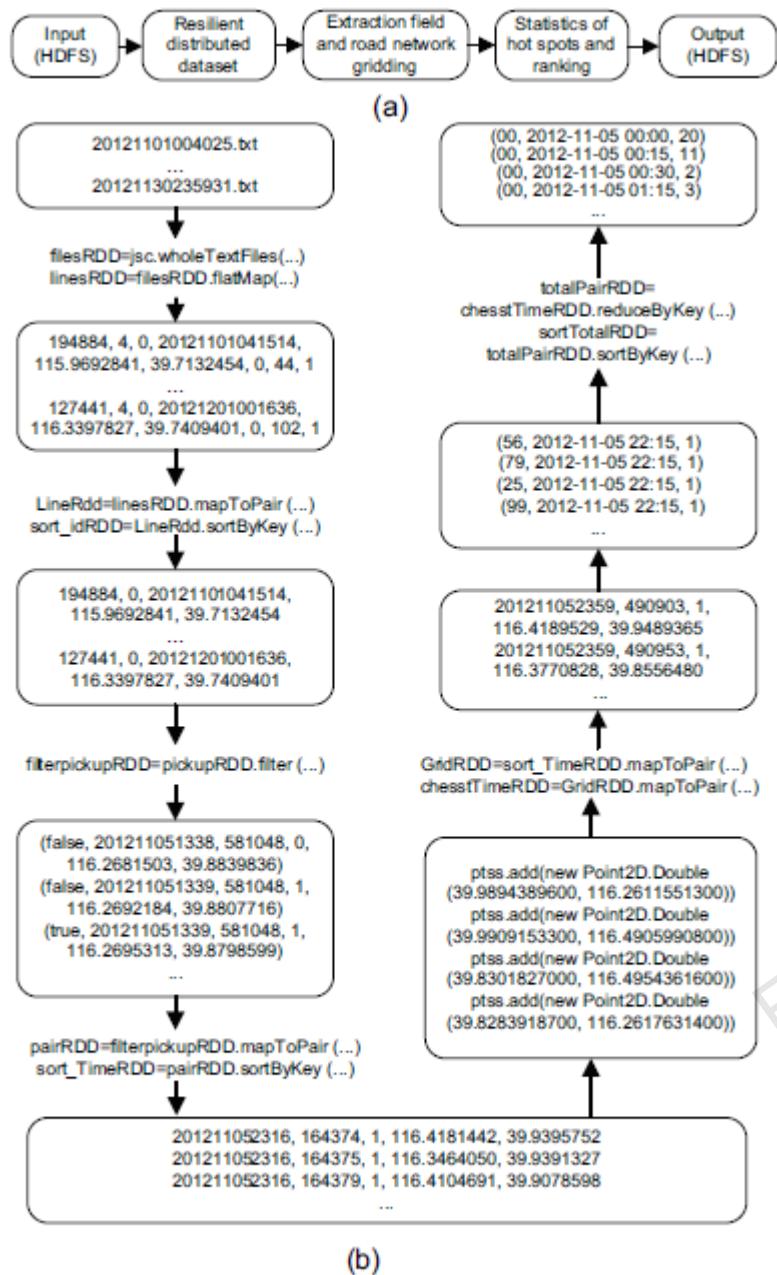 Input
(HDFS)
Resilient
distributed
dataset
Extraction field
and road network
gridding
Statistics of
hot spots and
ranking
Output
(HDFS)
(a)
20121101004025.txt
...
20121130235931.txt
filesRDD=jsc.wholeTextFiles(...)
linesRDD=filesRDD.flatMap(...)
194884, 4, 0, 20121101041514,
115.9692841, 39.7132454, 0, 44, 1
...
127441, 4, 0, 20121201001636,
116.3397827, 39.7409401, 0, 102, 1
LineRdd=linesRDD.mapToPair (...)
sort_idRDD=LineRdd.sortByKey (...)
194884, 0, 20121101041514,
115.9692841, 39.7132454
...
127441, 0, 20121201001636,
116.3397827, 39.7409401
filterpickupRDD=pickupRDD.filter (...)
(false, 201211051338, 581048, 0,
116.2681503, 39.8839836)
(false, 201211051339, 581048, 1,
116.2692184, 39.8807716)
(true, 201211051339, 581048, 1,
116.2695313, 39.8798599)
...
pairRDD=filterpickupRDD.mapToPair (...)
sort_TimeRDD=pairRDD.sortByKey (...)
201211052316, 164374, 1, 116.4181442, 39.9395752
201211052316, 164375, 1, 116.3464050, 39.9391327
201211052316, 164379, 1, 116.4104691, 39.9078598
...
ptss.add(new Point2D.Double
(39.9894389600, 116.2611551300))
ptss.add(new Point2D.Double
(39.9909153300, 116.4905990800))
ptss.add(new Point2D.Double
(39.8301827000, 116.4954361600))
ptss.add(new Point2D.Double
(39.8283918700, 116.2617631400))
GridRDD=sort_TimeRDD.mapToPair (...)
chesstTimeRDD=GridRDD.mapToPair (...)
201211052359, 490903, 1,
116.4189529, 39.9489365
201211052359, 490953, 1,
116.3770828, 39.8556480
...
(56, 2012-11-05 22:15, 1)
(79, 2012-11-05 22:15, 1)
(25, 2012-11-05 22:15, 1)
(99, 2012-11-05 22:15, 1)
...
totalPairRDD=
chesstTimeRDD.reduceByKey (...)
sortTotalRDD=
totalPairRDD.sortByKey (...)
(00, 2012-11-05 00:00, 20)
(00, 2012-11-05 00:15, 11)
(00, 2012-11-05 00:30, 2)
(00, 2012-11-05 01:15, 3)
...
(b)